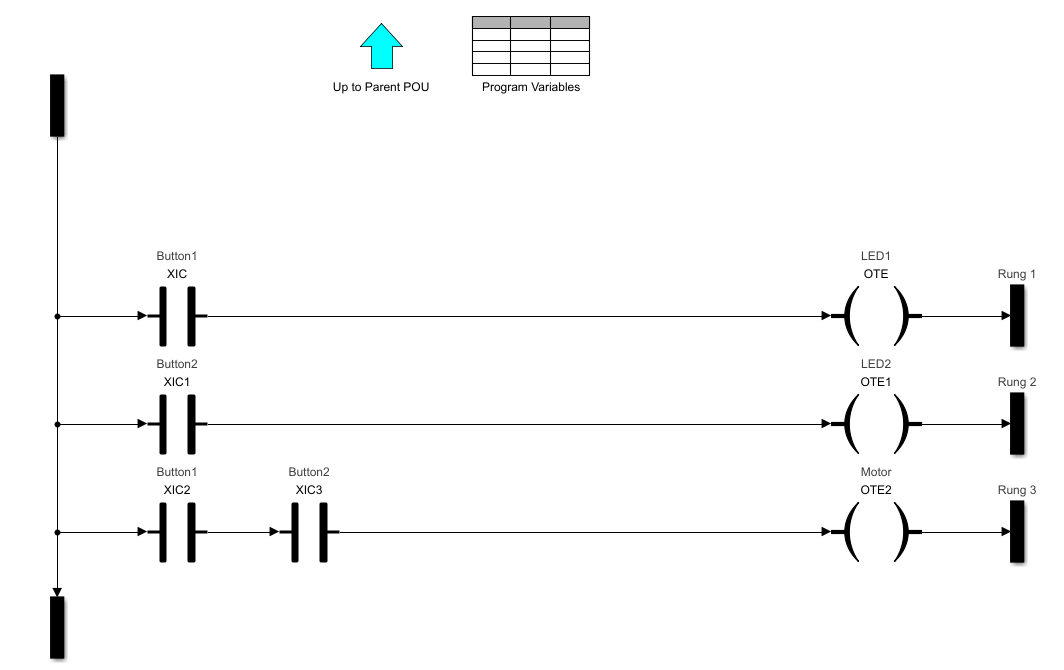 Up to Parent POU
Program Variables
Button1
XIC
LED1
OTE
Rung 1
Button2
XIC1
LED2
OTE1
Rung 2
Button1
XIC2
Button2
XIC3
Motor
OTE2
Rung 3